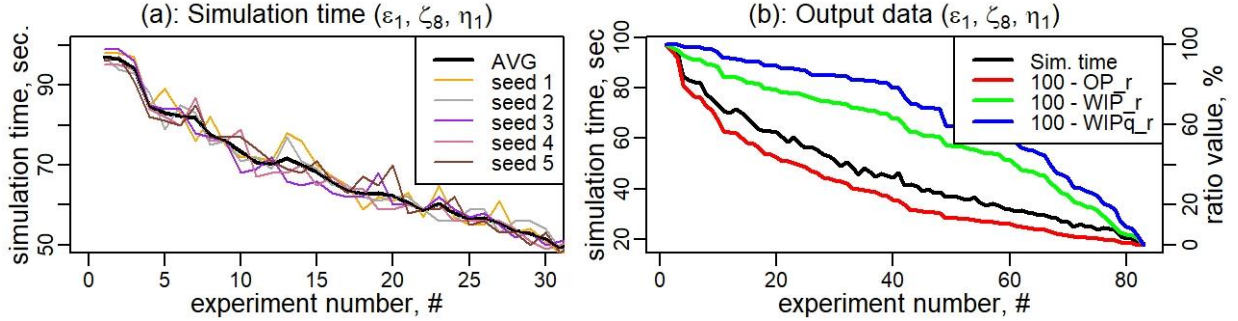 (a): Simulation time (ε₁, ζ₈, η₁)
simulation time, sec.
90
70
50
AVG
seed 1
seed 2
seed 3
seed 4
seed 5
0 5 10 15 20 25 30
experiment number, #
(b): Output data (ε₁, ζ₈, η₁)
simulation time, sec
100
80
60
40
20
Sim. time
100 - OP_r
100 - WIP_r
100 - WIPq_r
100
60
20
0
ratio value, %
0 20 40 60 80
experiment number, #